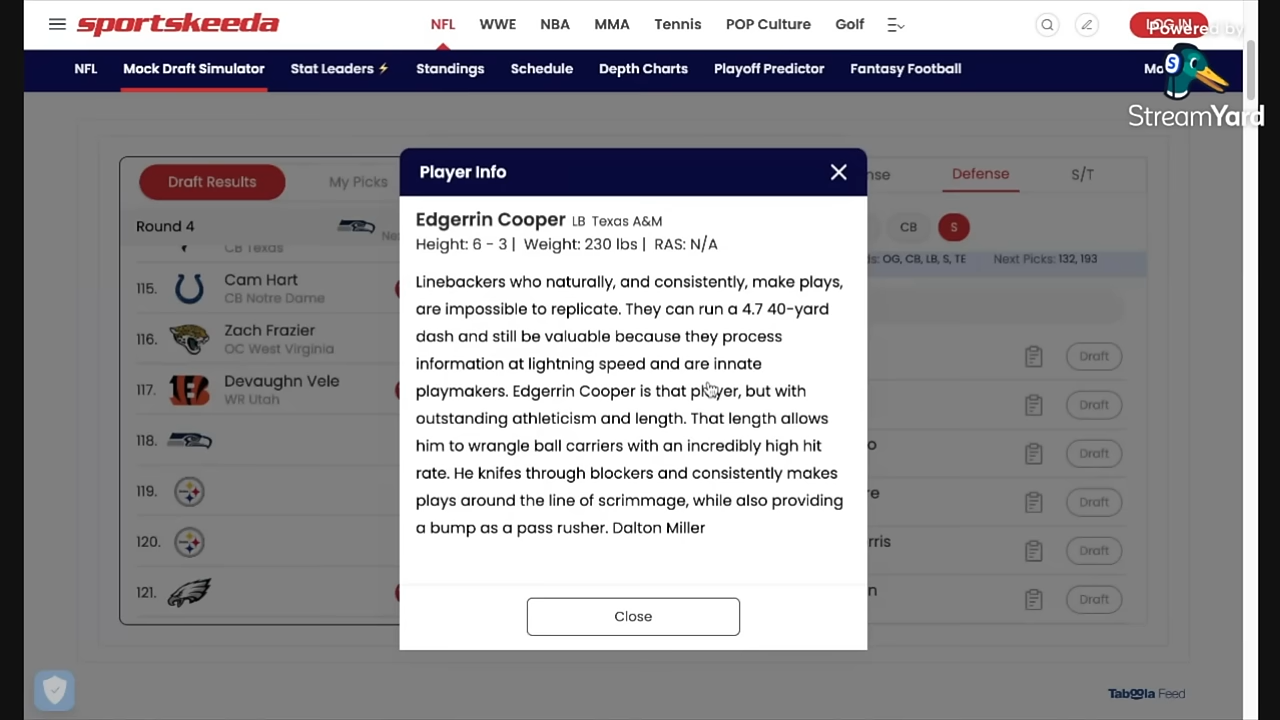 sportskeeda
NFL WWE NBA MMA Tennis POP Culture Golf
LOG IN
Powered by
StreamYard
NFL Mock Draft Simulator Stat Leaders⚡ Standings Schedule Depth Charts Playoff Predictor Fantasy Football
Draft Results My Picks
Defense S/T
Round 4
CB S
CB Texas
OG, CB, LB, S, TE Next Picks: 132, 193
115. Cam Hart
CB Notre Dame
116. Zach Frazier
OC West Virginia
117. Devaughn Vele
WR Utah
118.
119.
120.
121.
Player Info
Edgerrin Cooper LB Texas A&M
Height: 6 - 3 | Weight: 230 lbs | RAS: N/A
Linebackers who naturally, and consistently, make plays,
are impossible to replicate. They can run a 4.7 40-yard
dash and still be valuable because they process
information at lightning speed and are innate
playmakers. Edgerrin Cooper is that player, but with
outstanding athleticism and length. That length allows
him to wrangle ball carriers with an incredibly high hit
rate. He knifes through blockers and consistently makes
plays around the line of scrimmage, while also providing
a bump as a pass rusher. Dalton Miller
Close
Draft
Draft
Draft
Draft
Draft
Draft
Taboola Feed